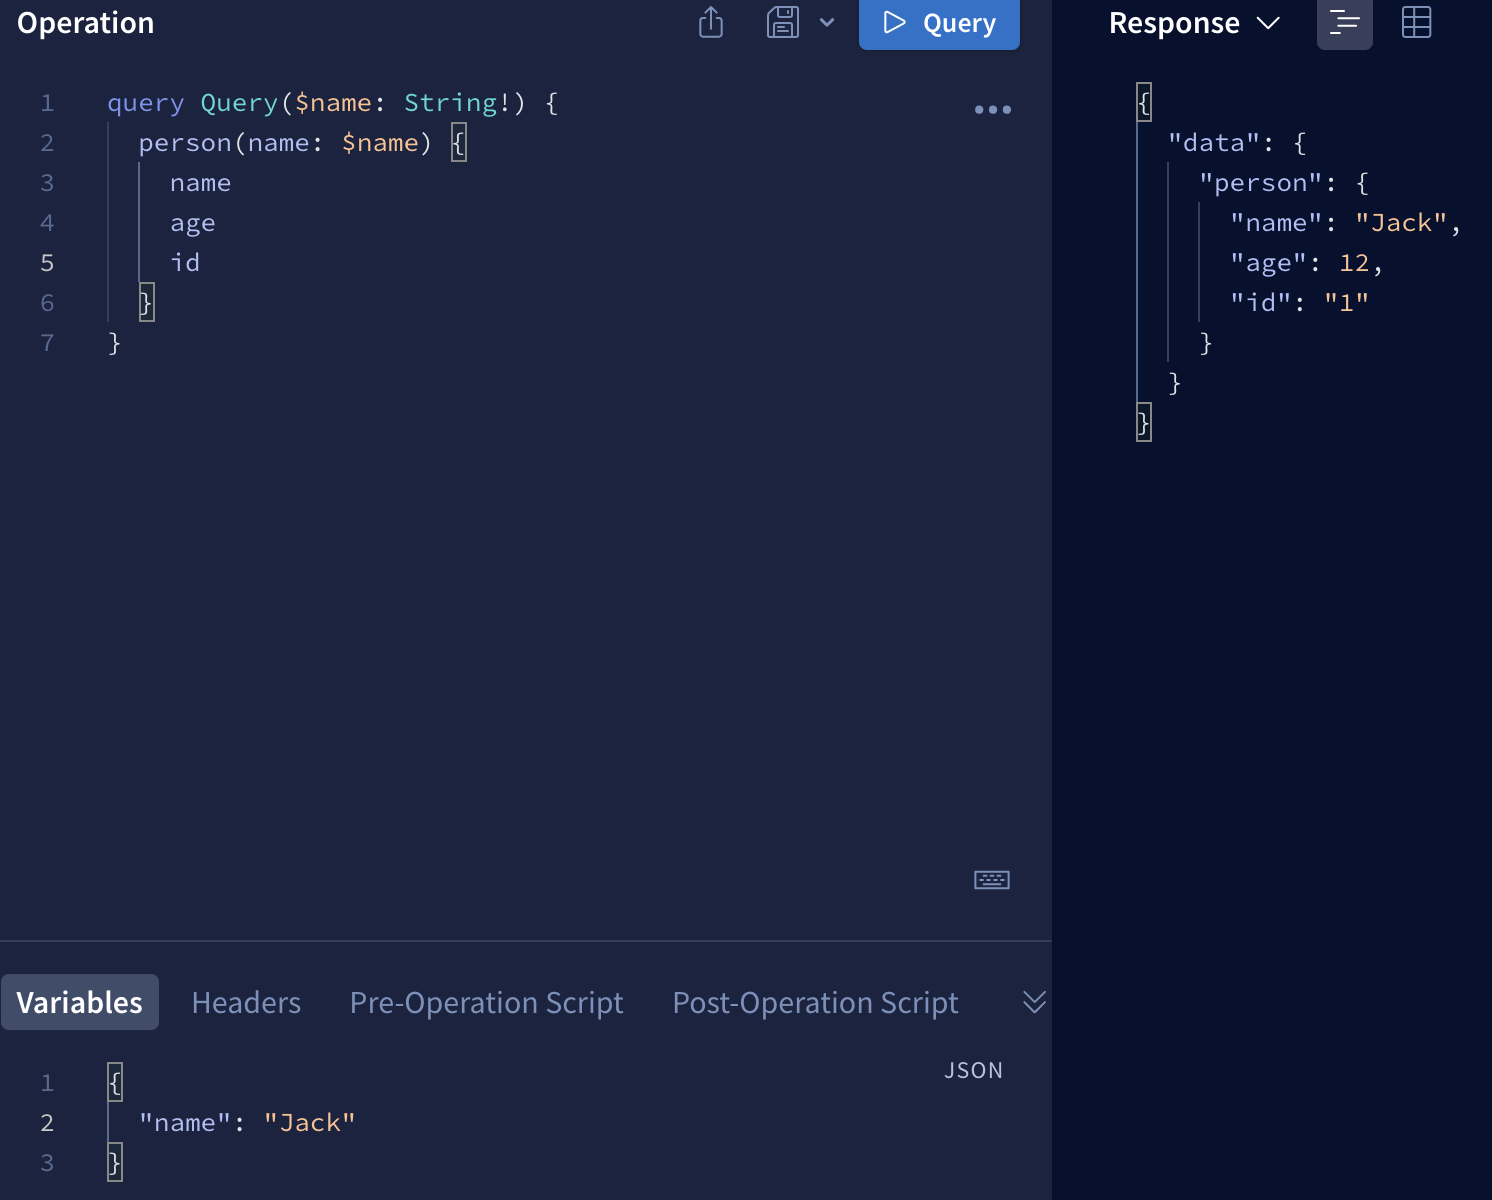 Operation
Query
1 query Query($name: String!) {
2 person(name: $name) {
3 name
4 age
5 id
6 }
7 }
Variables Headers Pre-Operation Script Post-Operation Script
JSON
1 {
2 "name": "Jack"
3 }
Response
{
"data": {
"person": {
"name": "Jack",
"age": 12,
"id": "1"
}
}
}